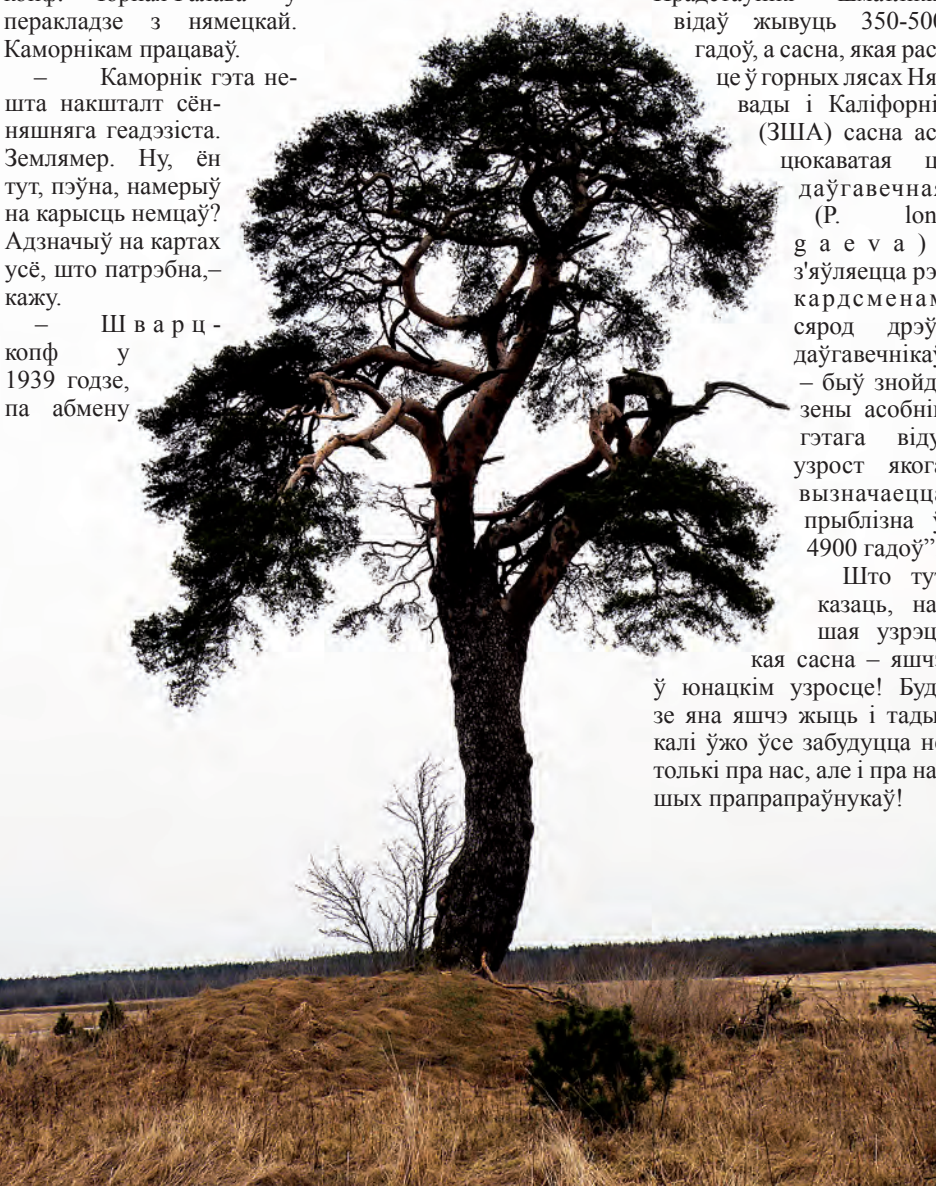 перакладзе з нямецкай.
Каморнікам працаваў.
– Каморнік гэта не-
шта накшталт сён-
няшняга геадэзіста.
Землямер. Ну, ён
тут, пэўна, намерыў
на карысць немцаў?
Адзначыў на картах
усё, што патрэбна,–
кажу.
– Шварц-
копф у
1939 годзе,
па абмену
відаў жывуць 350-500
гадоў, а сасна, якая рас
це ў горных лясах Ня
вады і Каліфорні
(ЗША) сасна ас
цюкаватая ц
даўгавечная
(P. lon
gaeva)
з'яўляецца рэ
кардсменам
сярод дрэў
даўгавечнікаў
– быў знойд
зены асобні
гэтага віду
узрост якога
вызначаецца
прыблізна ў
4900 гадоў”
Што тут
казаць, на
шая узрэц
кая сасна – яшчэ
ў юнацкім узросце! Буд
зе яна яшчэ жыць і тады
калі ўжо ўсе забудуцца не
толькі пра нас, але і пра на
шых прапрапраўнукаў!